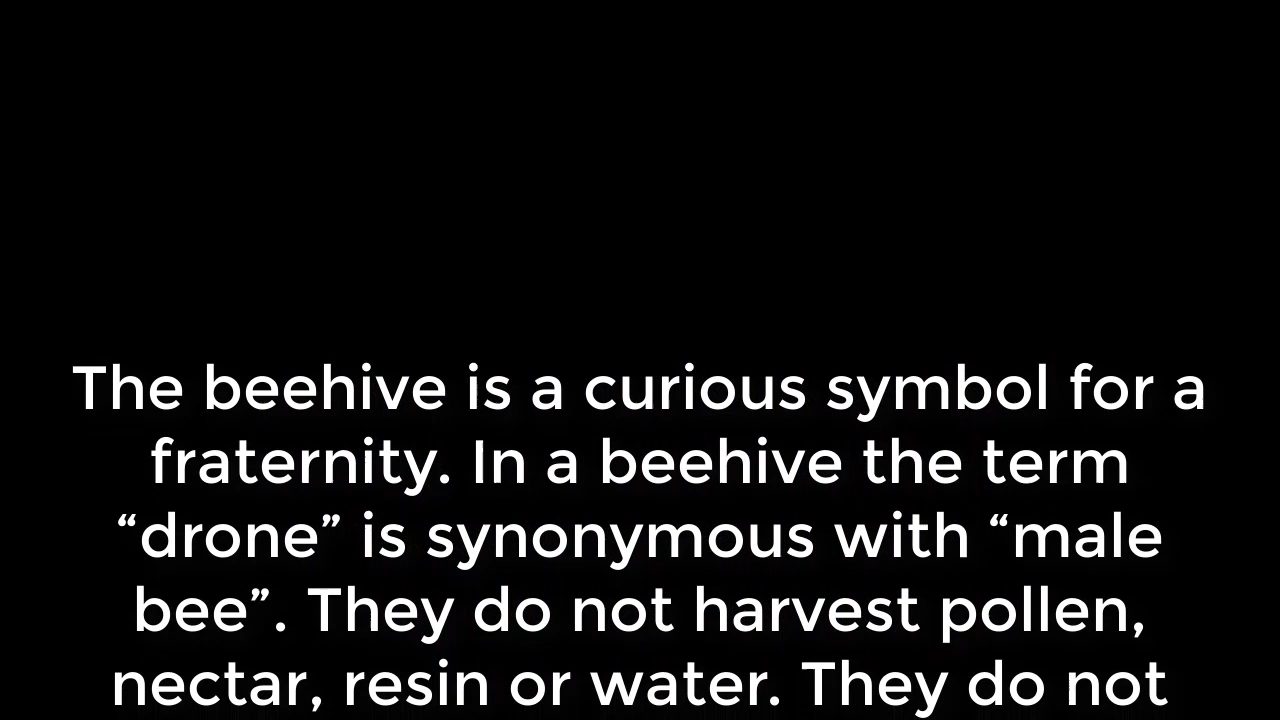 The beehive is a curious symbol for a
fraternity. In a beehive the term
“drone” is synonymous with “male
bee”. They do not harvest pollen,
nectar, resin or water. They do not